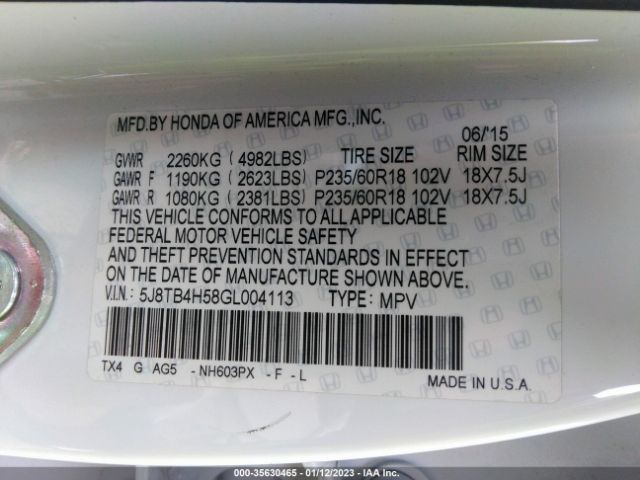 MFD.BY HONDA OF AMERICA MFG.,INC.
06/'15
GVWR 2260KG (4982LBS) TIRE SIZE RIM SIZE
GAWR F 1190KG (2623LBS) P235/60R18 102V 18X7.5J
GAWR R 1080KG (2381LBS) P235/60R18 102V 18X7.5J
THIS VEHICLE CONFORMS TO ALL APPLICABLE
FEDERAL MOTOR VEHICLE SAFETY
AND THEFT PREVENTION STANDARDS IN EFFECT
ON THE DATE OF MANUFACTURE SHOWN ABOVE.
V.I.N.: 5J8TB4H58GL004113 TYPE: MPV
TX4 G AG5 -NH603PX -F-L
MADE IN U.S.A.
000-35630465 - 01/12/2023 - IAA Inc.